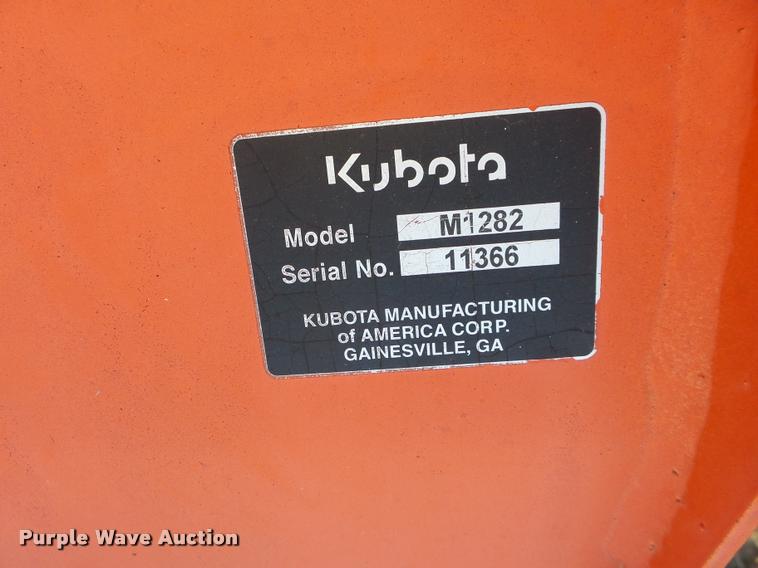 Kubota
Model M1282
Serial No. 11366
KUBOTA MANUFACTURING
of AMERICA CORP.
GAINESVILLE, GA
Purple Wave Auction